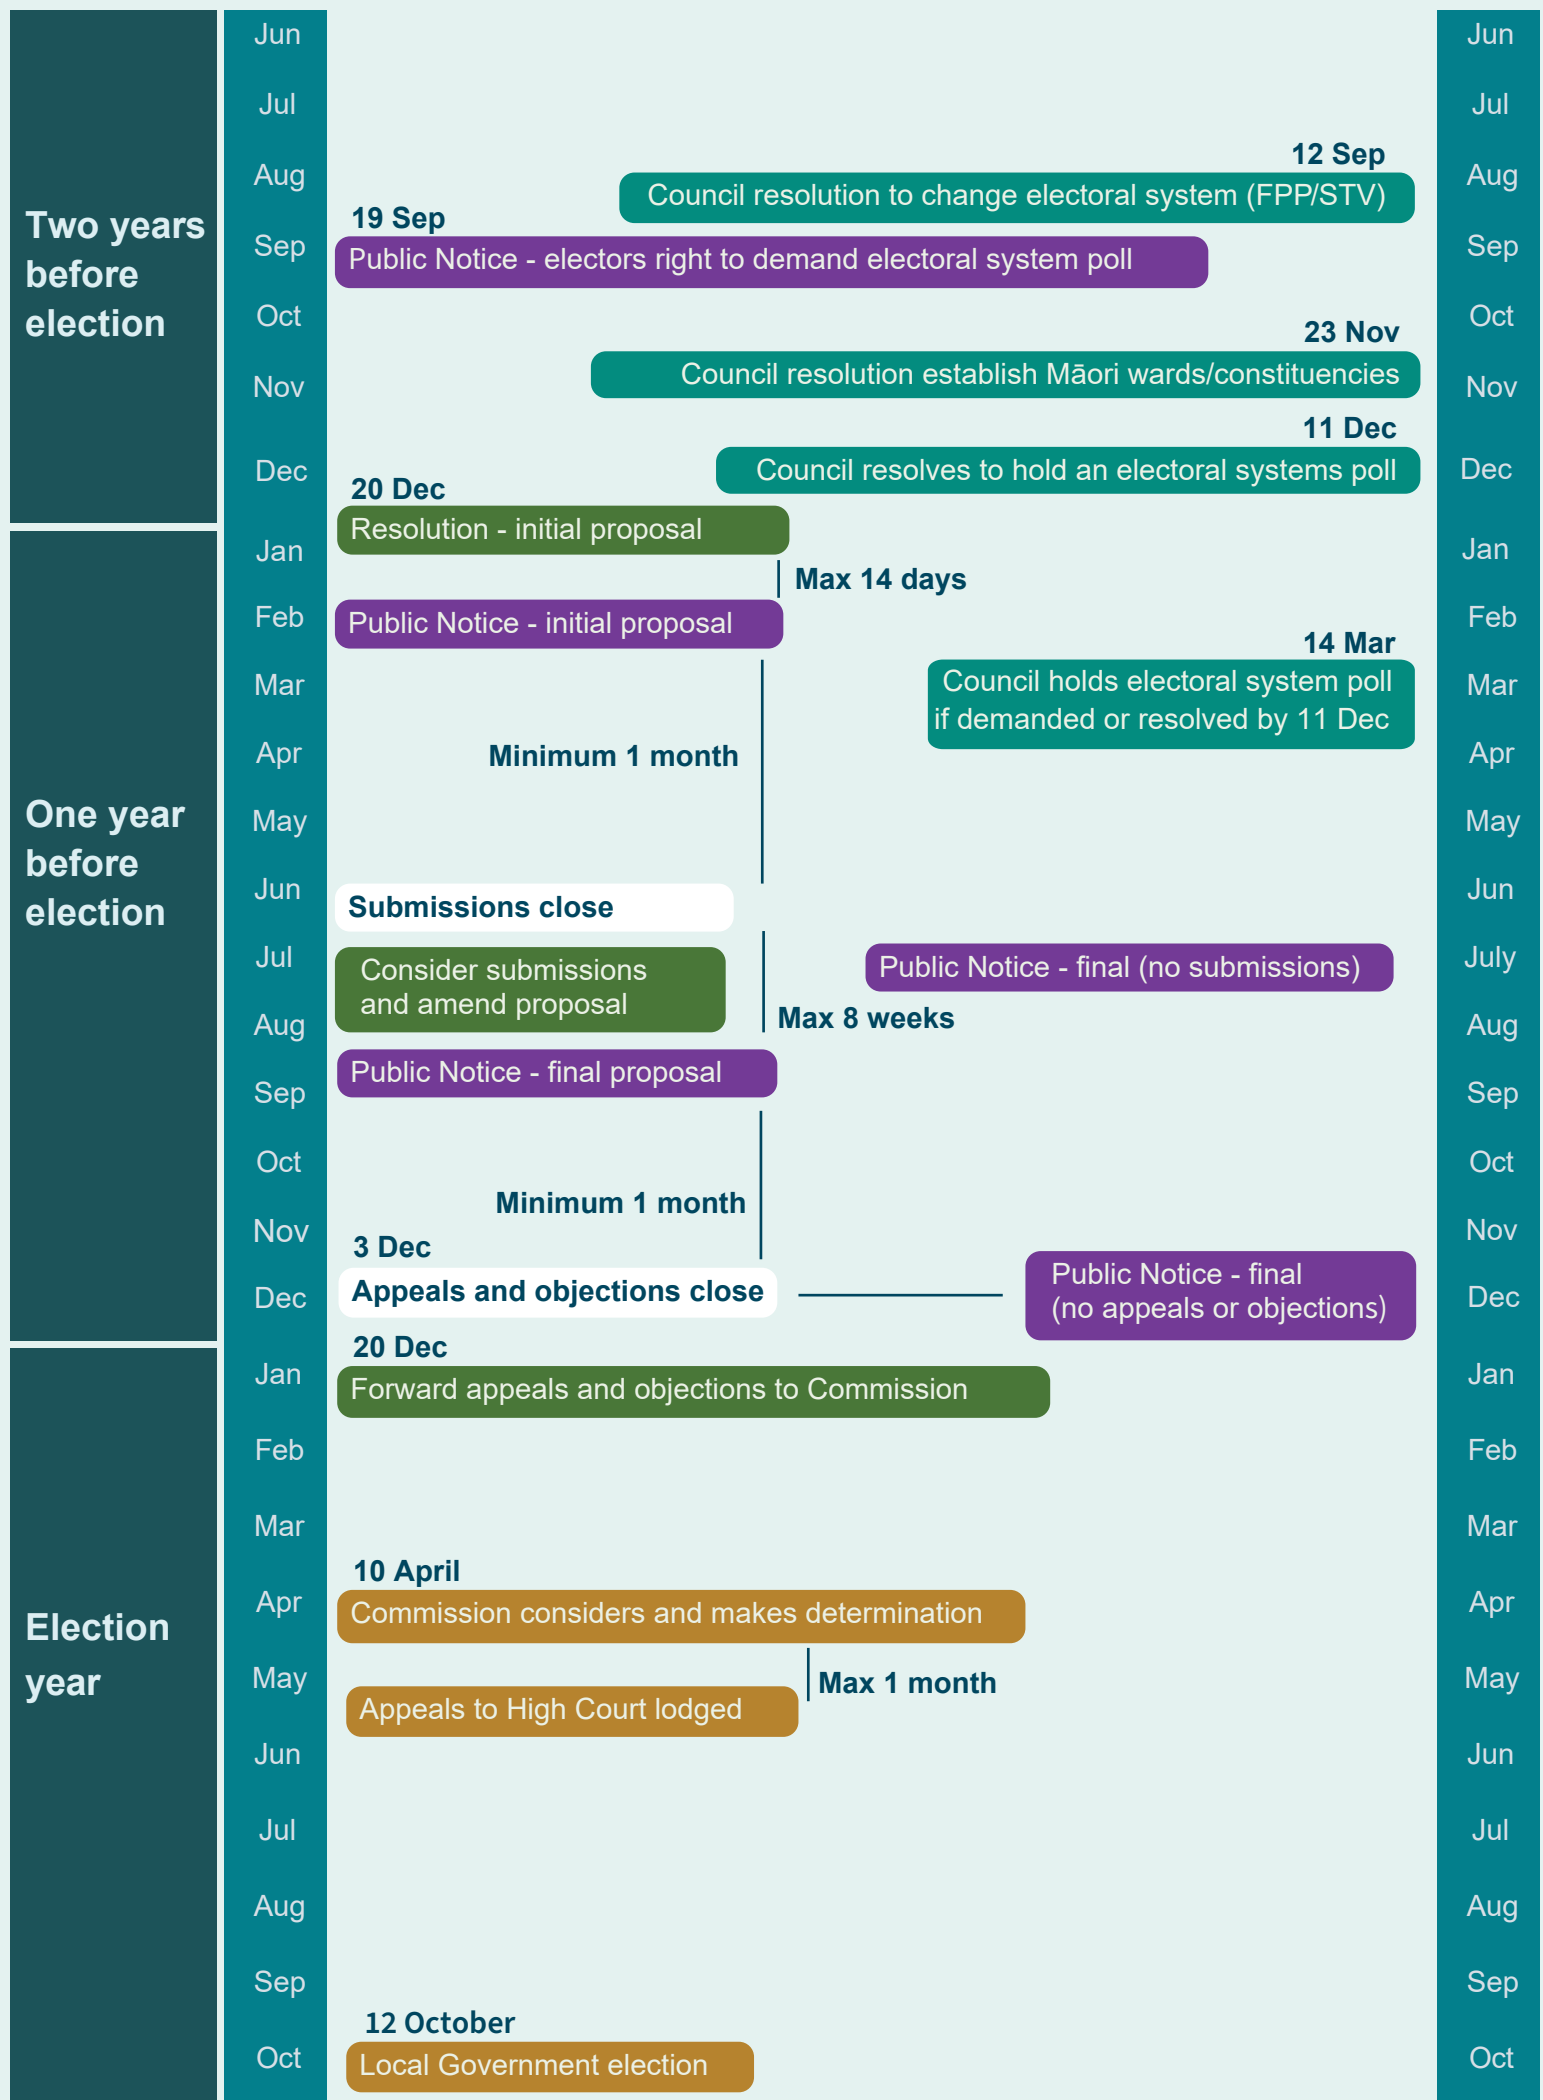 Two years
before
election
One year
before
election
Election
year
Jun
Jul
Aug
Sep
Oct
Nov
Dec
Jan
Feb
Mar
Apr
May
Jun
Jul
Aug
Sep
Oct
Nov
Dec
Jan
Feb
Mar
Apr
May
Jun
Jul
Aug
Sep
Oct
12 Sep
Council resolution to change electoral system (FPP/STV)
19 Sep
Public Notice - electors right to demand electoral system poll
23 Nov
Council resolution establish Māori wards/constituencies
11 Dec
Council resolves to hold an electoral systems poll
20 Dec
Resolution - initial proposal
Max 14 days
Public Notice - initial proposal
14 Mar
Council holds electoral system poll
if demanded or resolved by 11 Dec
Minimum 1 month
Submissions close
Consider submissions
and amend proposal
Public Notice - final (no submissions)
Max 8 weeks
Public Notice - final proposal
Minimum 1 month
3 Dec
Appeals and objections close
Public Notice - final
(no appeals or objections)
20 Dec
Forward appeals and objections to Commission
10 April
Commission considers and makes determination
Max 1 month
Appeals to High Court lodged
12 October
Local Government election
Jun
Jul
Aug
Sep
Oct
Nov
Dec
Jan
Feb
Mar
Apr
May
Jun
July
Aug
Sep
Oct
Nov
Dec
Jan
Feb
Mar
Apr
May
Jun
Jul
Aug
Sep
Oct